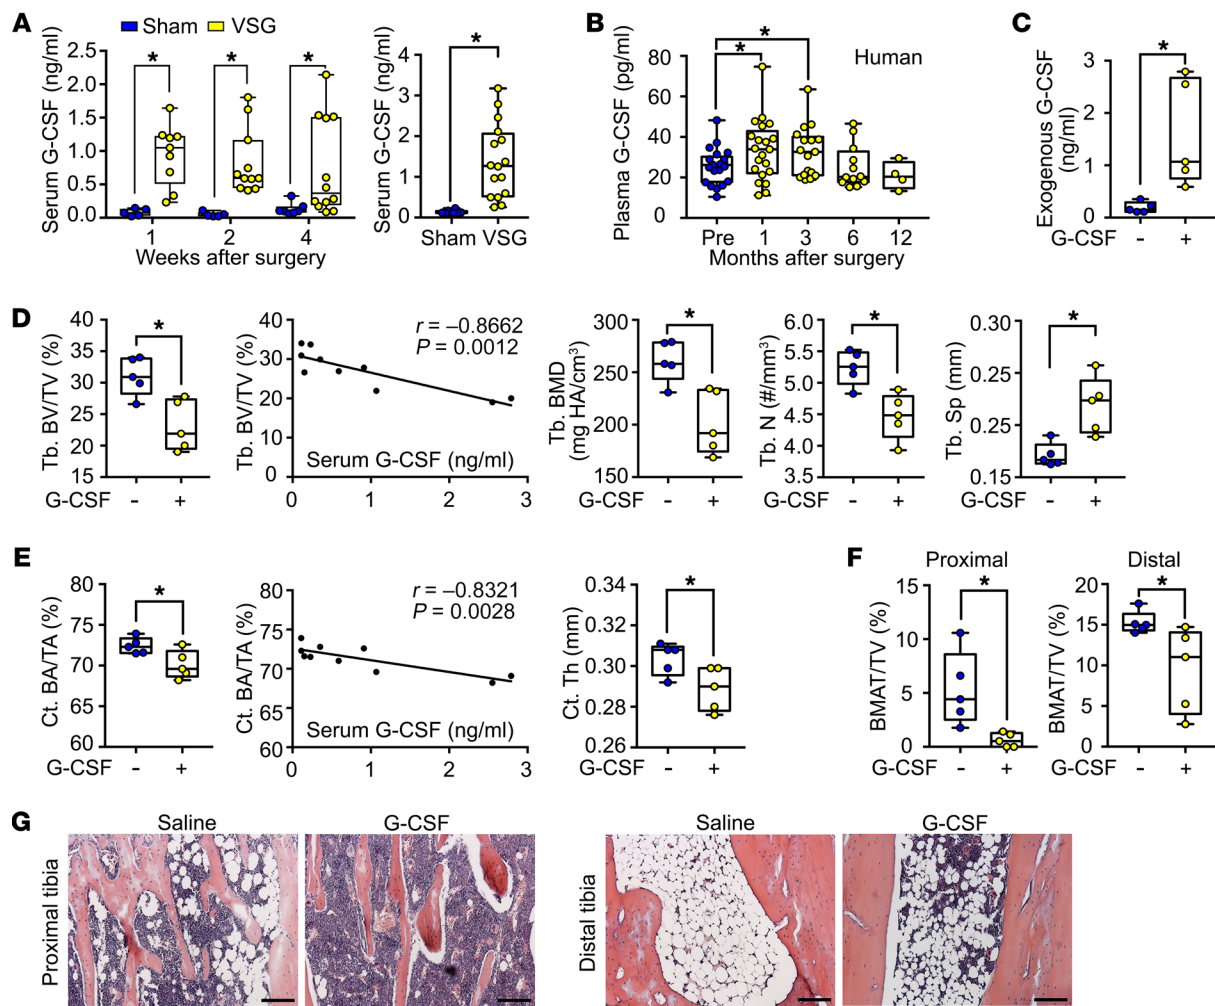 A
Sham
VSG
Serum G-CSF (ng/ml)
2.5
2.0
1.5
1.0
0.5
0.0
*
*
*
1
2
4
Weeks after surgery
Serum G-CSF (ng/ml)
4
3
2
1
0
*
Sham VSG
B
Plasma G-CSF (pg/ml)
80
60
40
20
0
*
*
Human
Pre
1
3
6
12
Months after surgery
C
Exogenous G-CSF
(ng/ml)
3
2
1
0
*
G-CSF - +
D
Tb. BV/TV (%)
40
35
30
25
20
15
*
G-CSF - +
Tb. BV/TV (%)
40
30
20
10
0
r = –0.8662
P = 0.0012
Serum G-CSF (ng/ml)
0
1
2
3
Tb. BMD
(mg HA/cm³)
300
250
200
150
*
G-CSF - +
Tb. N (#/mm³)
6.0
5.5
5.0
4.5
4.0
3.5
*
G-CSF - +
Tb. Sp (mm)
0.30
0.25
0.25
0.15
*
G-CSF - +
E
Ct. BA/TA (%)
80
75
70
65
60
*
G-CSF - +
Ct. BA/TA (%)
80
75
70
65
60
r = –0.8321
P = 0.0028
Serum G-CSF (ng/ml)
0
1
2
3
Ct. Th (mm)
0.34
0.32
0.30
0.28
0.26
*
G-CSF - +
F
Proximal
BMAT/TV (%)
15
10
5
0
*
G-CSF - +
Distal
BMAT/TV (%)
20
15
10
5
0
*
G-CSF - +
G
Saline
G-CSF
Proximal tibia
Saline
G-CSF
Distal tibia